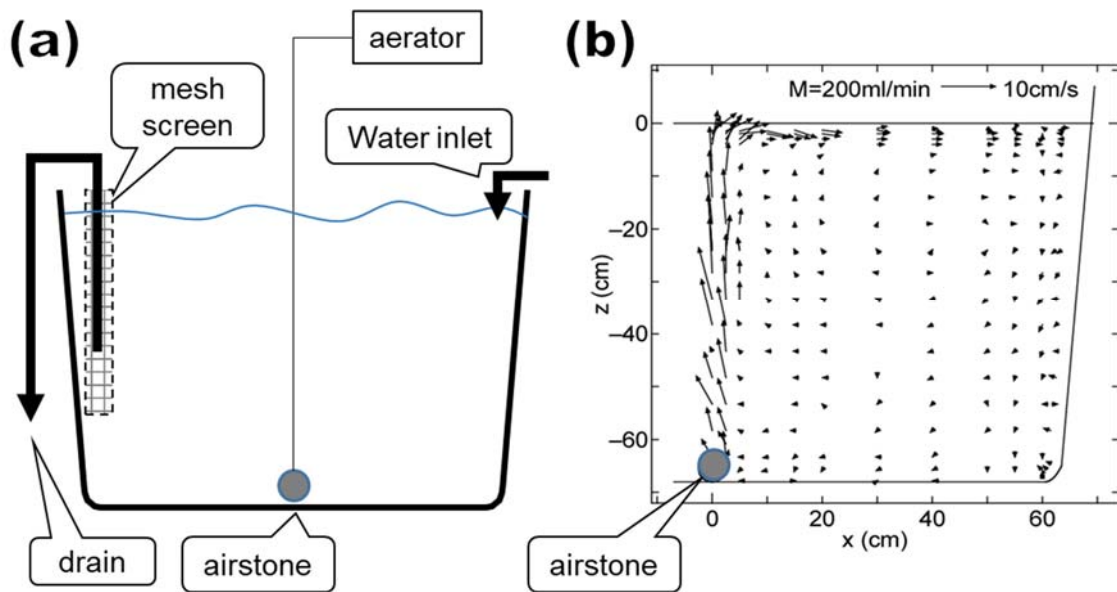 (a)
aerator
mesh
screen
Water inlet
drain
airstone
(b)
M=200ml/min
10cm/s
0
–20
–40
–60
z (cm)
0
20
40
60
x (cm)
airstone